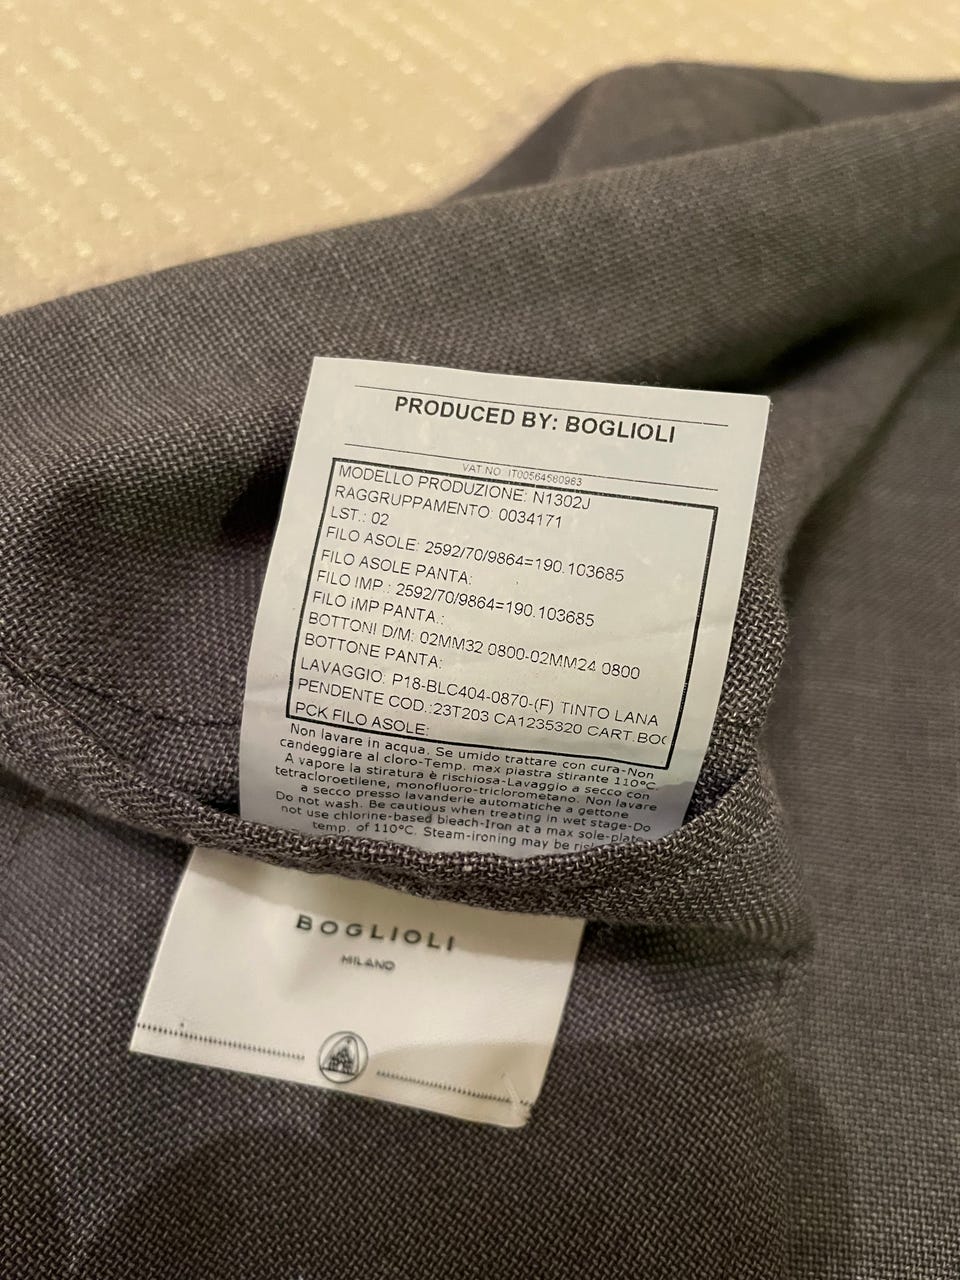 PRODUCED BY: BOGLIOLI
VAT NO. IT00564580983
MODELLO PRODUZIONE: N1302J
RAGGRUPPAMENTO: 0034171
LST.: 02
FILO ASOLE: 2592/70/9864=190.103685
FILO ASOLE PANTA:
FILO IMP.: 2592/70/9864=190.103685
FILO iMP PANTA.:
BOTTONI D/M: 02MM32 0800-02MM24 0800
BOTTONE PANTA:
LAVAGGIO: P18-BLC404-0870-(F) TINTO LANA
PENDENTE COD.:23T203 CA1235320 CART.BOG
PCK FILO ASOLE:
Non lavare in acqua. Se umido trattare con cura-Non
candeggiare al cloro-Temp. max piastra stirante 110°C.
A vapore la stiratura è rischiosa-Lavaggio a secco con
tetracloroetilene, monofluoro-triclorometano. Non lavare
a secco presso lavanderie automatiche a gettone
Do not wash. Be cautious when treating in wet stage-Do
not use chlorine-based bleach-Iron at a max sole-plate
temp. of 110°C. Steam-ironing may be
BOGLIOLI
MILANO